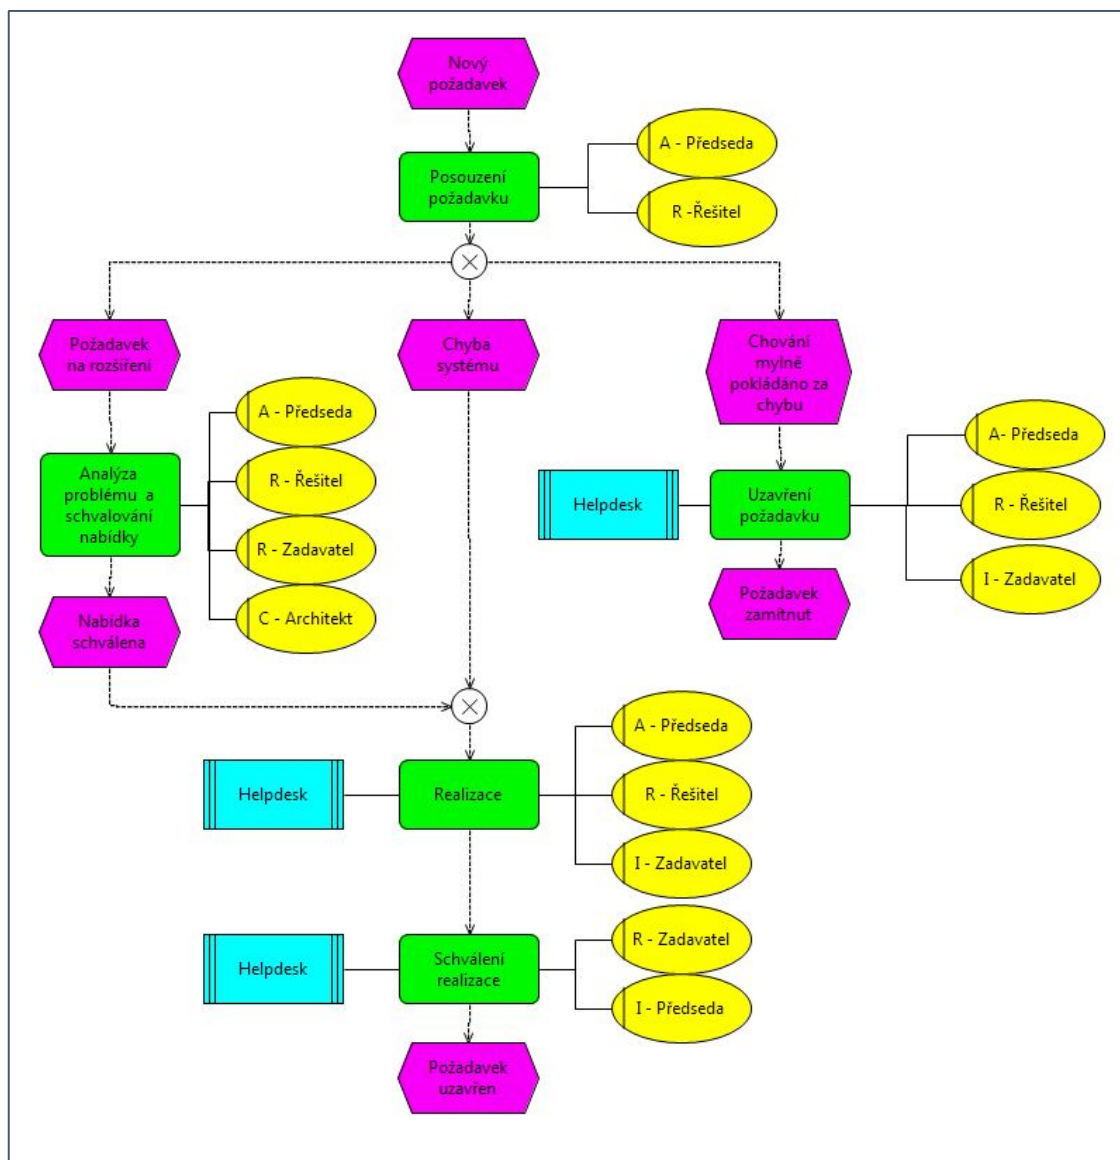 Nový
požadavek
A - Předseda
Posouzení
požadavku
R -Řešitel
Požadavek
na rozšíření
Chyba
systému
Chování
mylně
pokládáno za
chybu
A - Předseda
R - Řešitel
R - Zadavatel
C - Architekt
Analýza
problému a
schvalování
nabídky
Helpdesk
Uzavření
požadavku
A- Předseda
R - Řešitel
I - Zadavatel
Nabídka
schválena
Požadavek
zamítnut
Helpdesk
Realizace
A - Předseda
R - Řešitel
I - Zadavatel
Helpdesk
Schválení
realizace
R - Zadavatel
I - Předseda
Požadavek
uzavřen